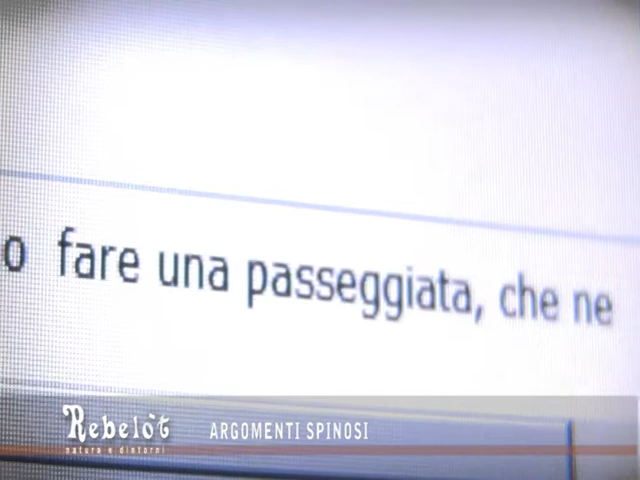 o fare una passeggiata, che ne
Rebelòt
natura e dintorni
ARGOMENTI SPINOSI